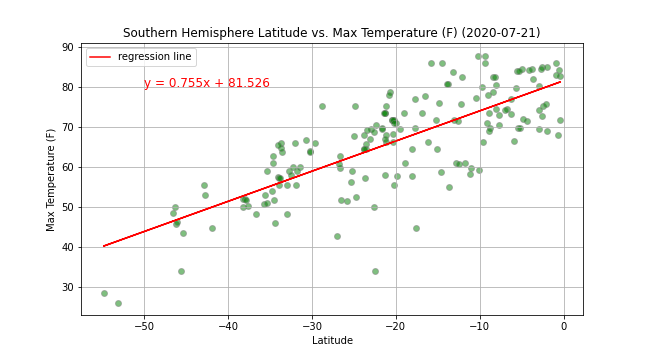 Southern Hemisphere Latitude vs. Max Temperature (F) (2020-07-21)
regression line
y = 0.755x + 81.526
90
80
70
60
50
40
30
Max Temperature (F)
−50
−40
−30
−20
−10
0
Latitude